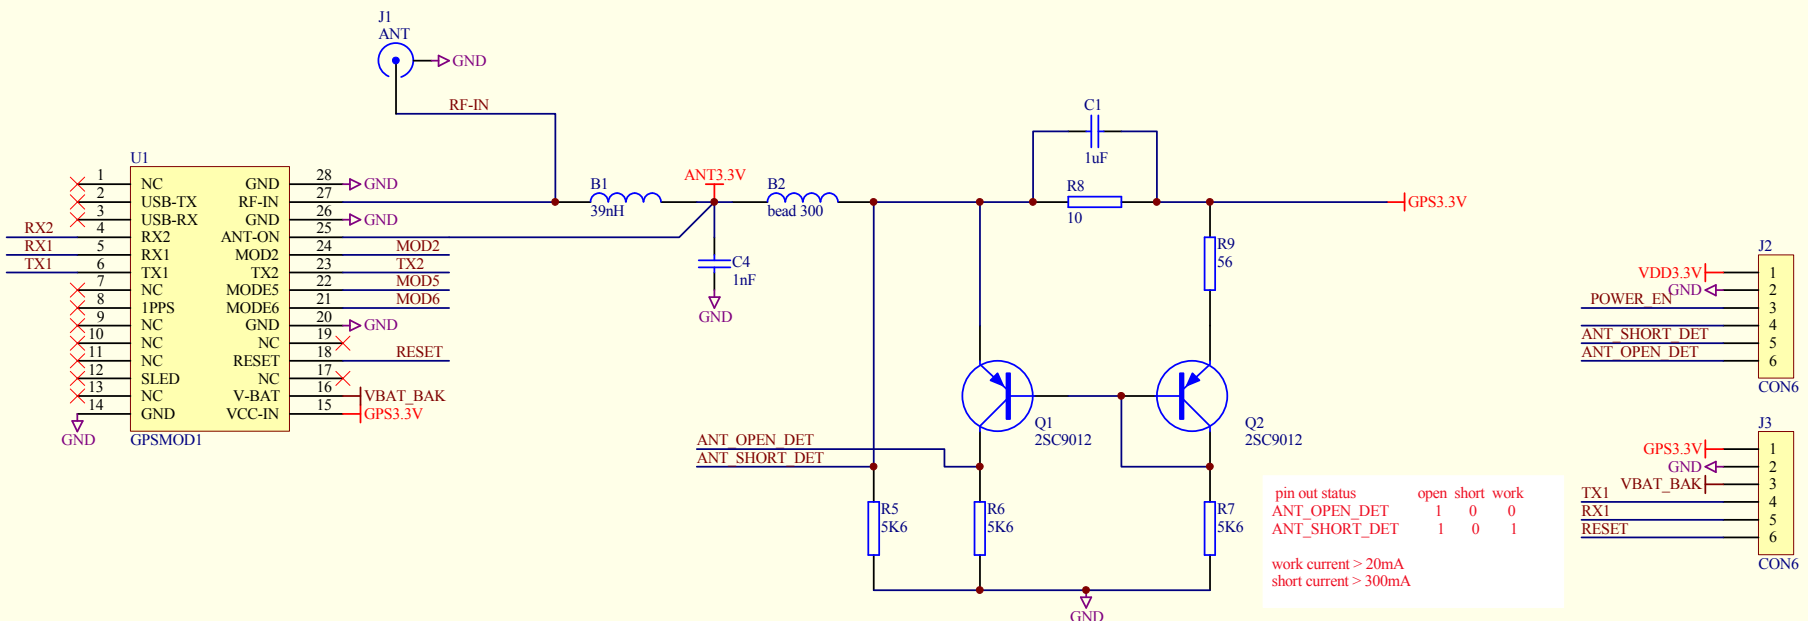 J1
ANT
GND
RF-IN
C1
1uF
U1
1 NC GND 28 GND
2 USB-TX RF-IN 27
3 USB-RX GND 26 GND
RX2 4 RX2 ANT-ON 25
RX1 5 RX1 MOD2 24 MOD2
TX1 6 TX1 TX2 23 TX2
7 NC MODE5 22 MOD5
8 1PPS MODE6 21 MOD6
9 NC GND 20 GND
10 NC NC 19
11 NC RESET 18 RESET
12 SLED NC 17
13 NC V-BAT 16 VBAT_BAK
14 GND VCC-IN 15 GPS3.3V
GND
GPSMOD1
B1
39nH
ANT3.3V
B2
bead 300
C4
1nF
GND
R8
10
GPS3.3V
R9
56
Q1
2SC9012
Q2
2SC9012
ANT_OPEN_DET
ANT_SHORT_DET
R5
5K6
R6
5K6
R7
5K6
GND
pin out status open short work
ANT_OPEN_DET 1 0 0
ANT_SHORT_DET 1 0 1
work current > 20mA
short current > 300mA
J2
VDD3.3V 1
GND 2
POWER_EN 3
4
ANT_SHORT_DET 5
ANT_OPEN_DET 6
CON6
J3
GPS3.3V 1
GND 2
VBAT_BAK 3
TX1 4
RX1 5
RESET 6
CON6